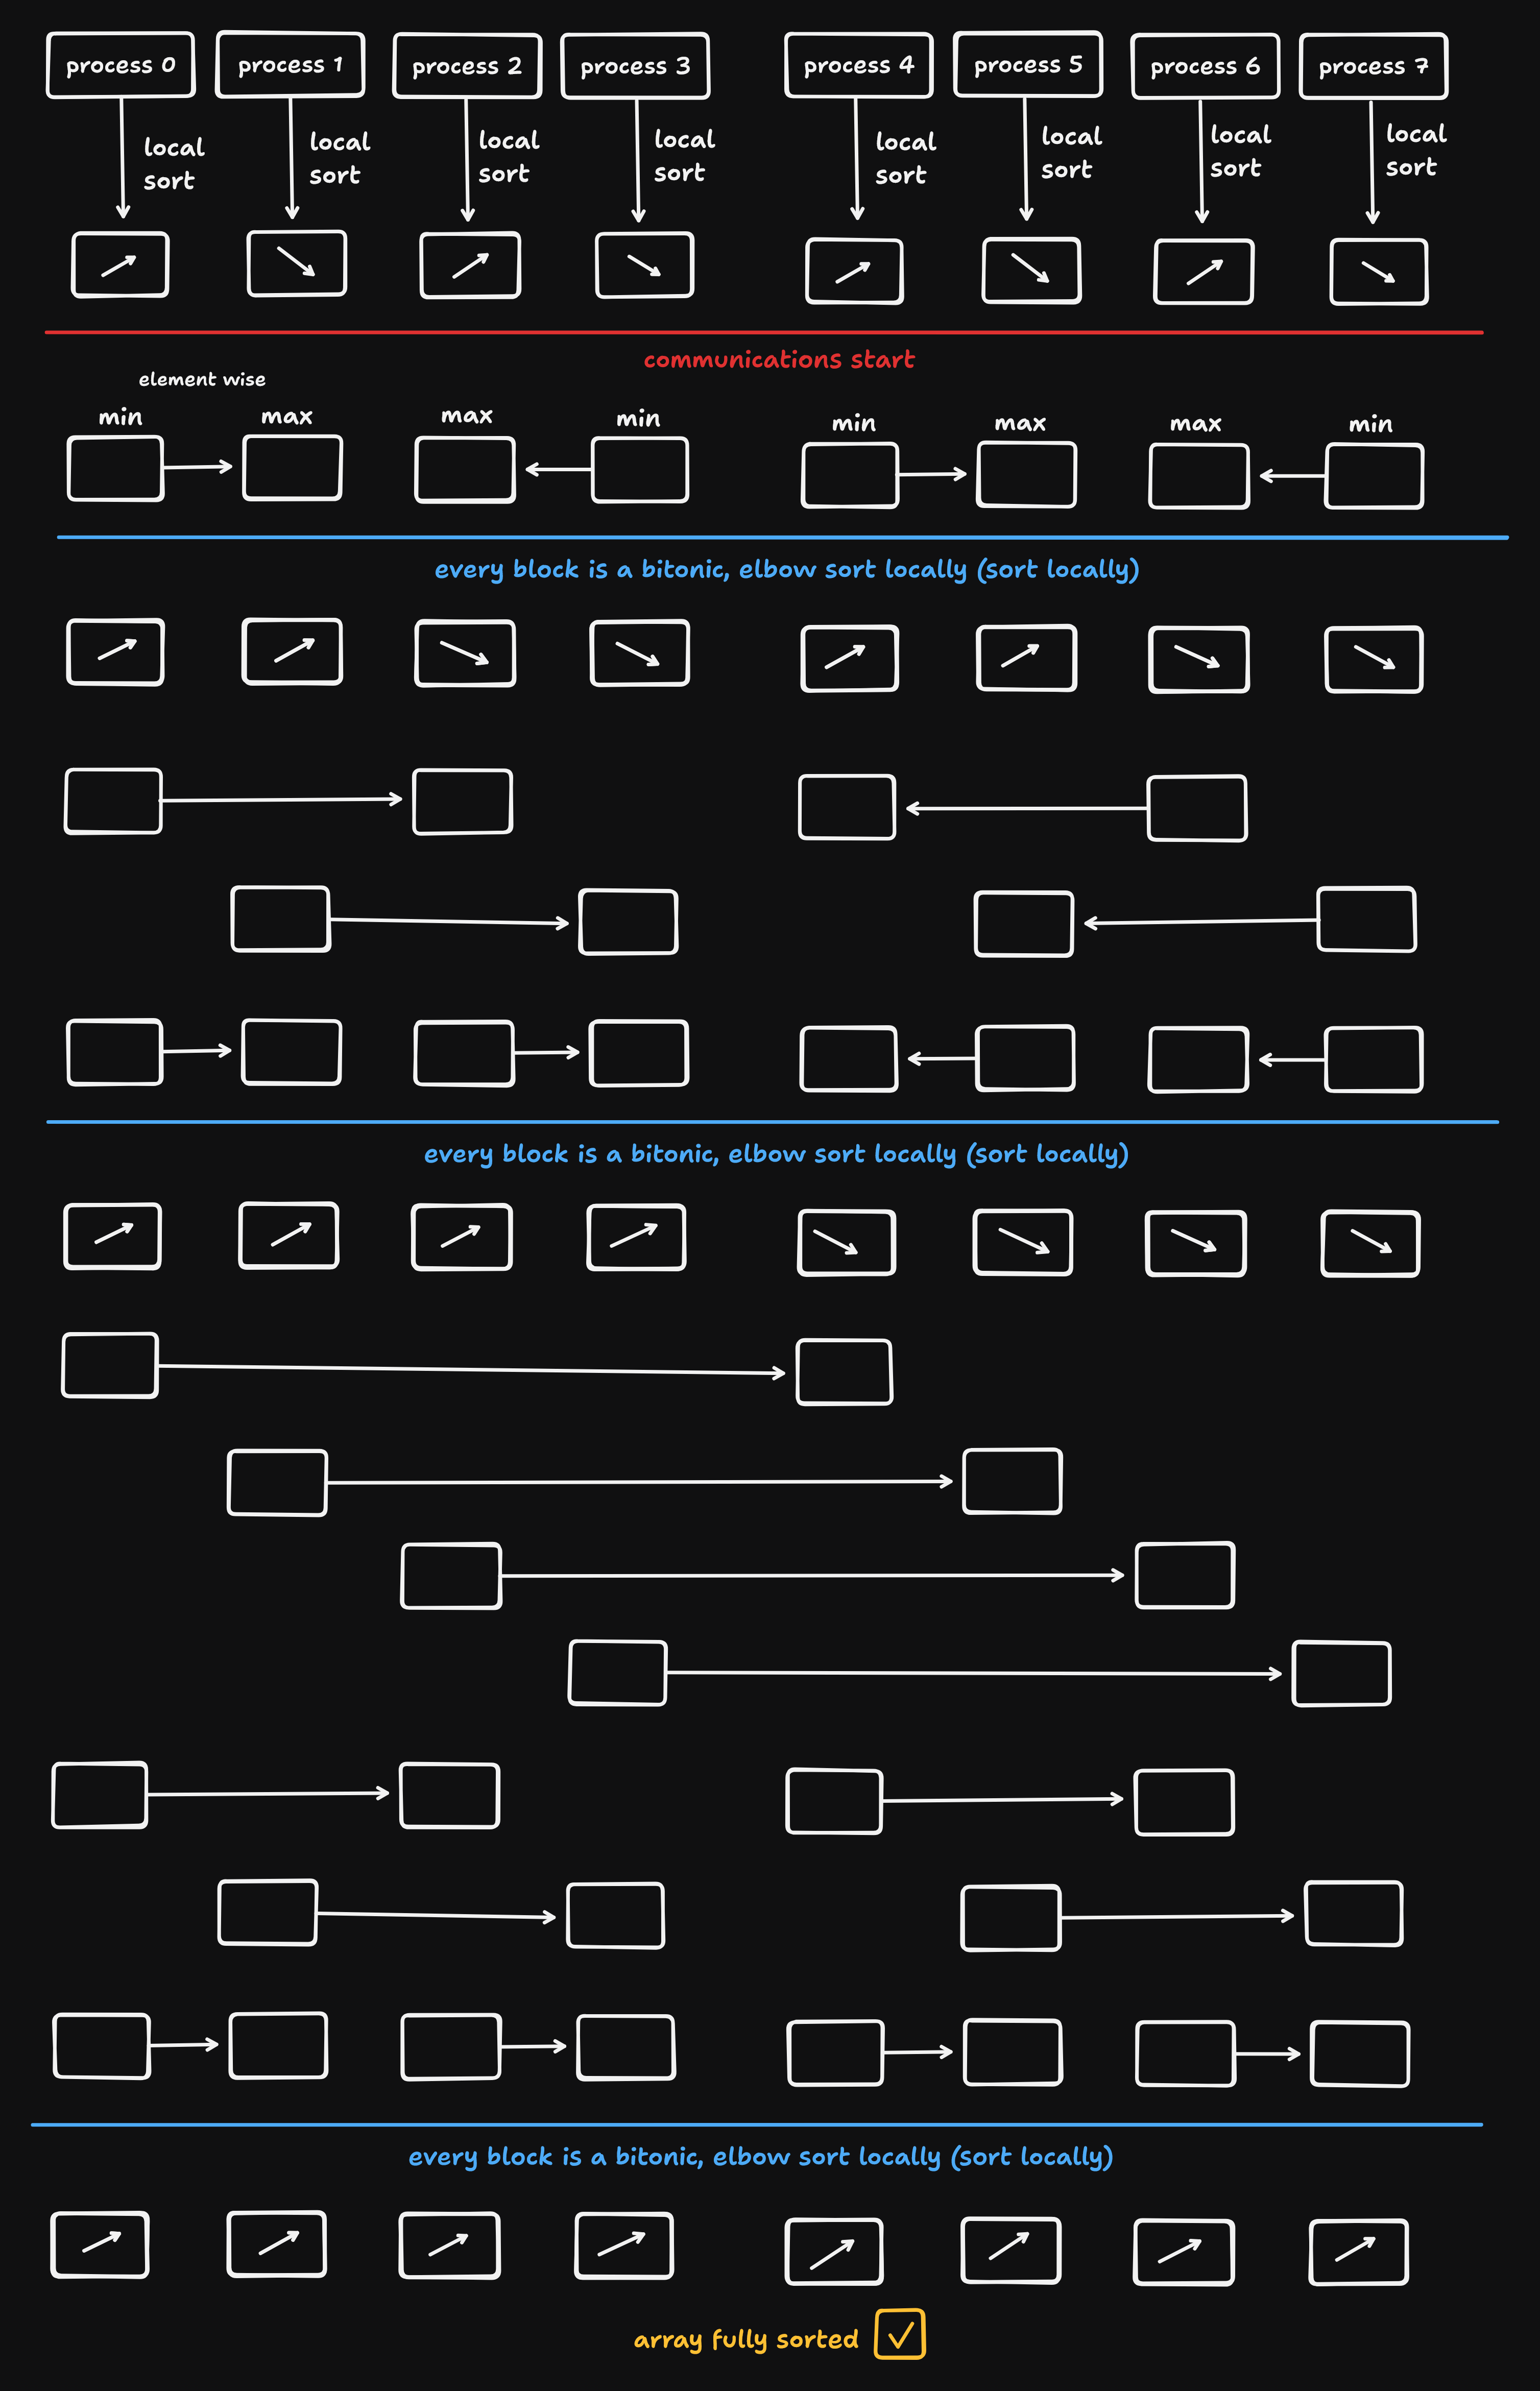 process 0
process 1
process 2
process 3
process 4
process 5
process 6
process 7
local
sort
local
sort
local
sort
local
sort
local
sort
local
sort
local
sort
local
sort
communications start
element wise
min
max
max
min
min
max
max
min
every block is a bitonic, elbow sort locally (sort locally)
every block is a bitonic, elbow sort locally (sort locally)
every block is a bitonic, elbow sort locally (sort locally)
array fully sorted